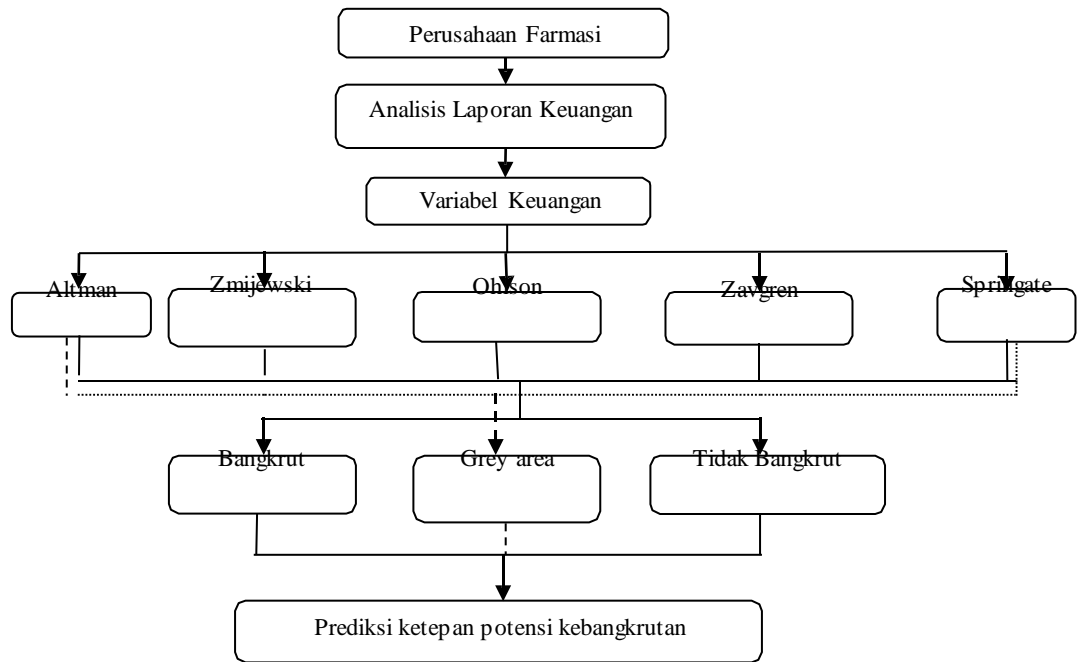 Perusahaan Farmasi
Analisis Laporan Keuangan
Variabel Keuangan
Altman
Zmijewski
Ohlson
Zavgren
Springate
Bangkrut
Grey area
Tidak Bangkrut
Prediksi ketepan potensi kebangkrutan